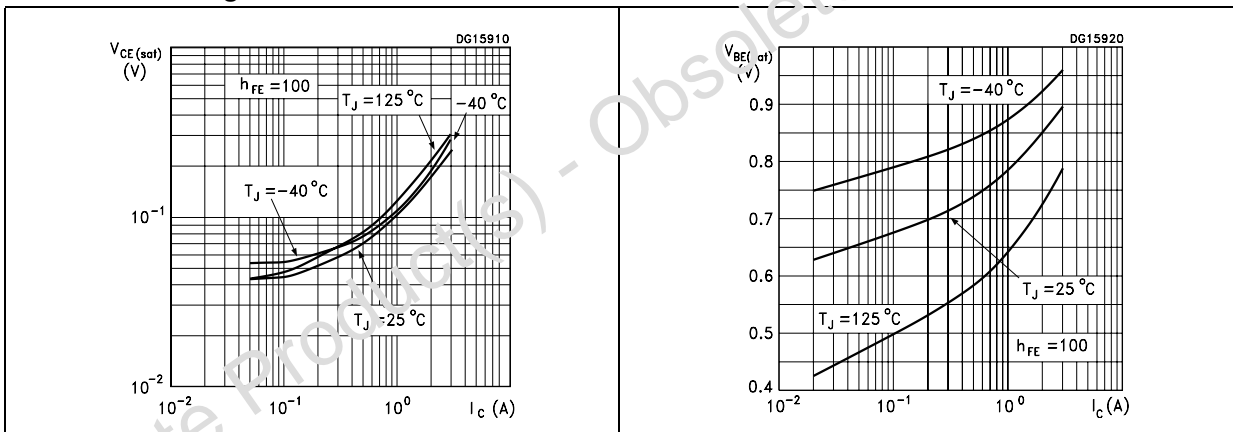 DG15910
V_CE(sat)
(V)
h_FE =100
T_J =125 °C
-40 °C
T_J =-40 °C
10^-1
T_J =25 °C
10^-2
10^-2
10^-1
10^0
I_C (A)
DG15920
(V)
T_J =-40 °C
0.9
0.8
0.7
0.6
T_J =25 °C
T_J =125 °C
0.5
h_FE =100
0.4
10^-2
10^-1
10^0
I_C (A)
Product(s) - Obsolet